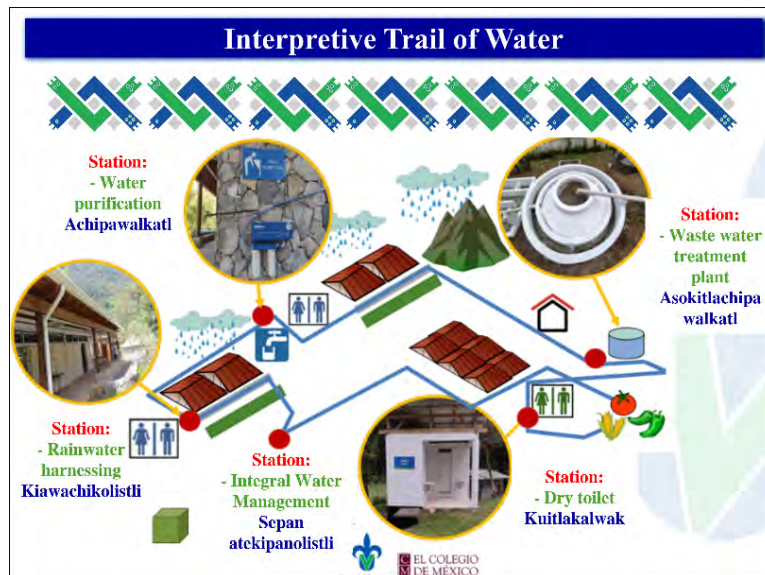 Interpretive Trail of Water
Station:
- Water
purification
Achipawalkatl
Station:
- Waste water
treatment
plant
Asokitlachipa
walkatl
Station:
- Rainwater
harnessing
Kiawachikolistli
Station:
- Integral Water
Management
Sepan
atekipanolistli
Station:
- Dry toilet
Kuitlakalwak
EL COLEGIO
DE MÉXICO